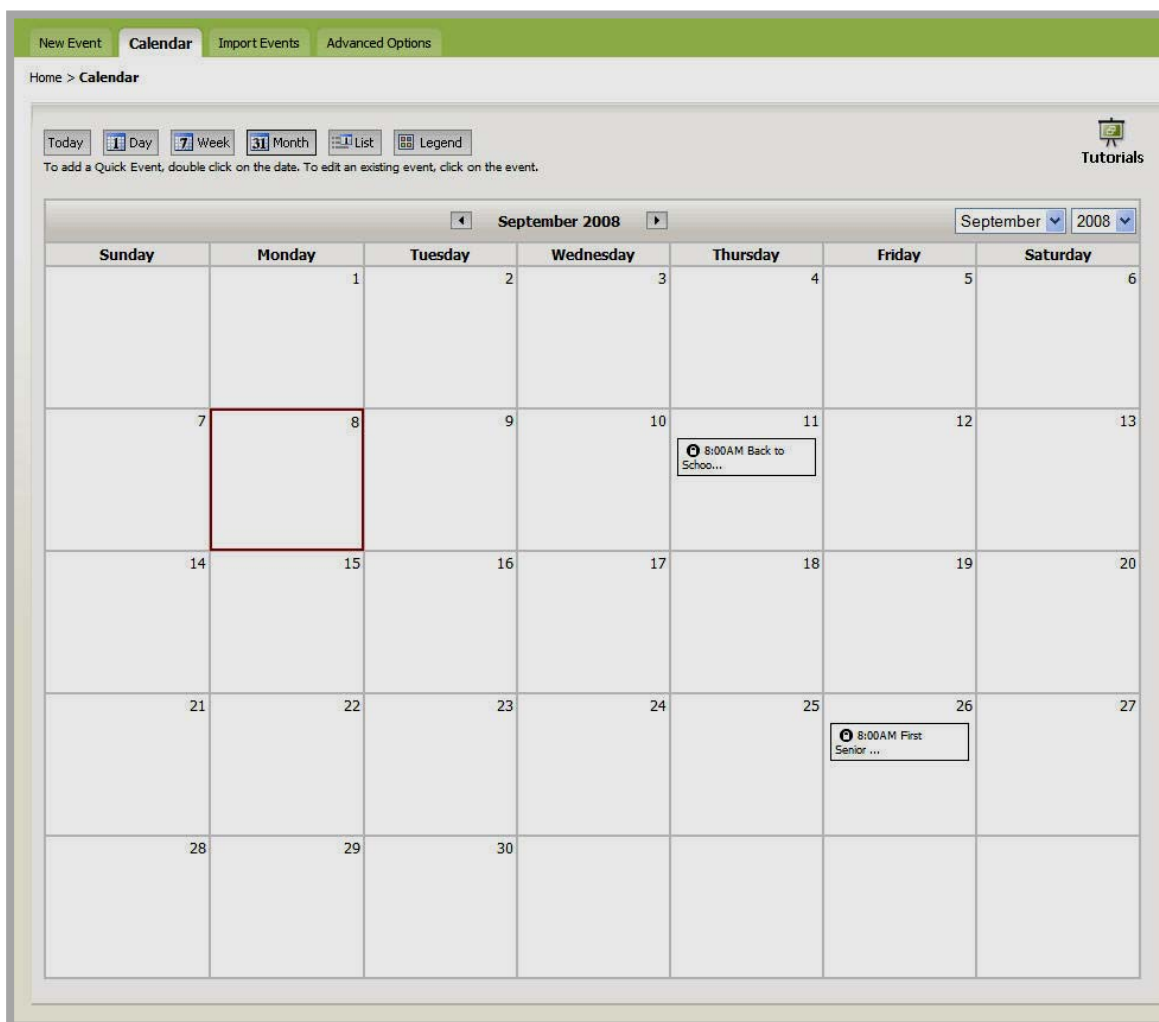 New Event Calendar Import Events Advanced Options
Home > Calendar
Today 1 Day 7 Week 31 Month List Legend
Tutorials
To add a Quick Event, double click on the date. To edit an existing event, click on the event.
September 2008 September 2008
Sunday Monday Tuesday Wednesday Thursday Friday Saturday
1 2 3 4 5 6
7 8 9 10 11 12 13
8:00AM Back to
Schoo...
14 15 16 17 18 19 20
21 22 23 24 25 26 27
8:00AM First
Senior ...
28 29 30